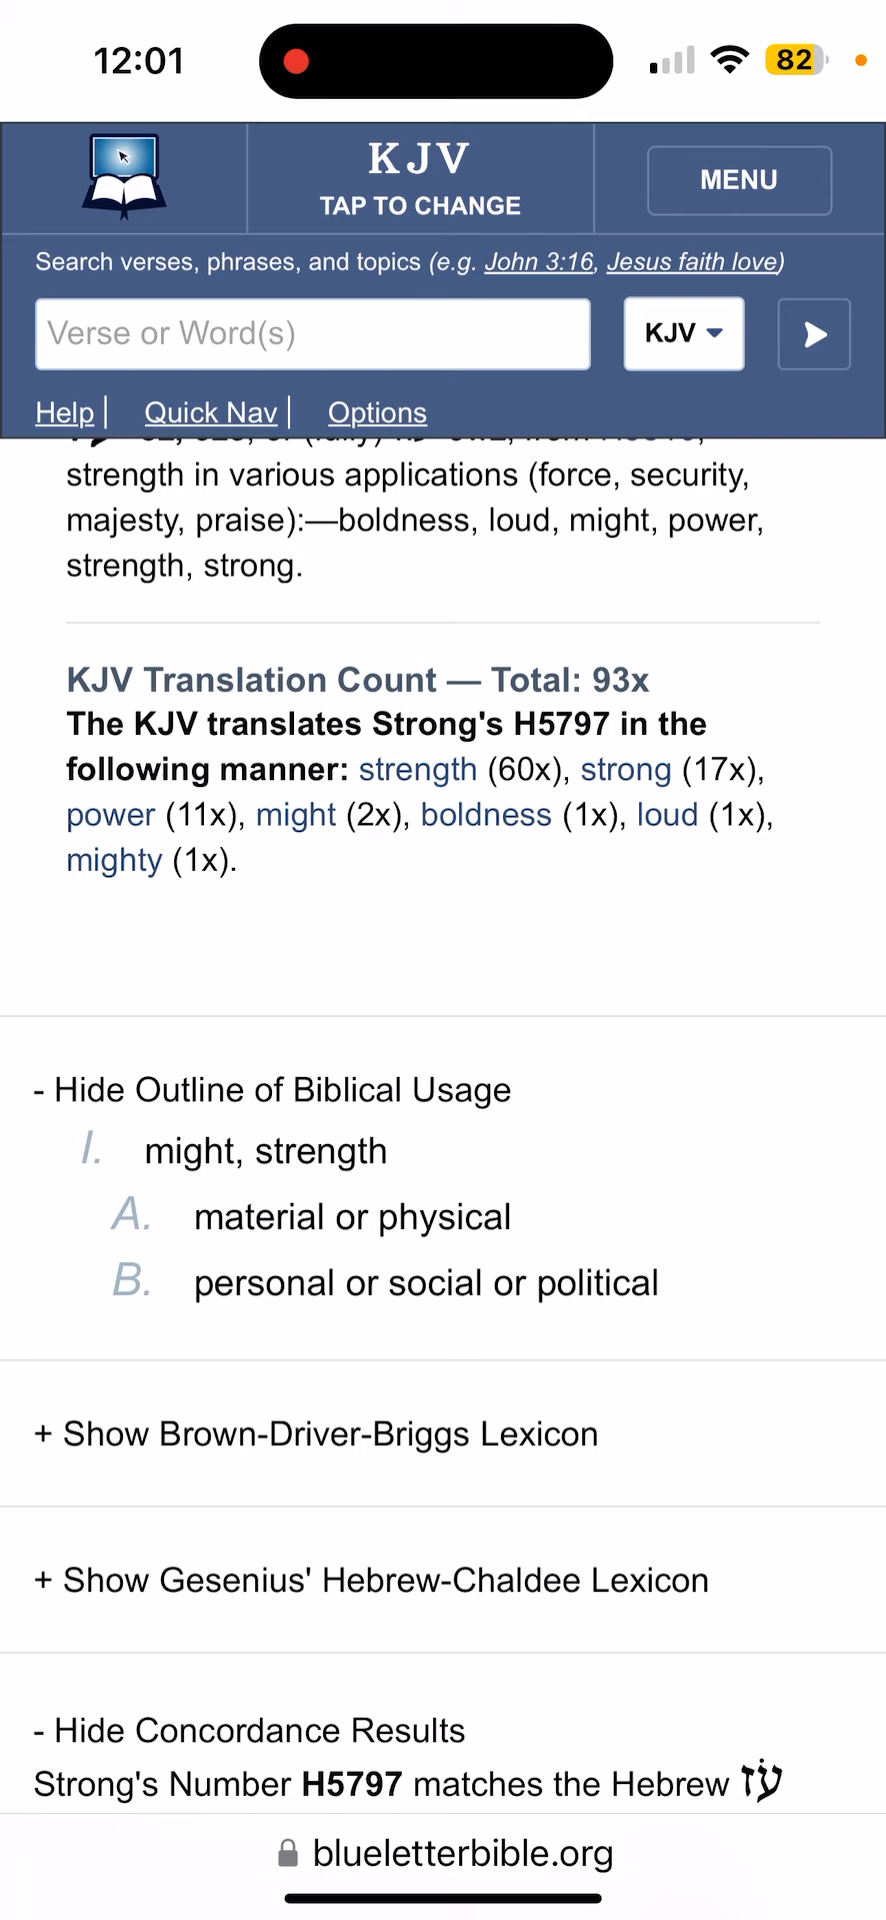 12:01
82
KJV
TAP TO CHANGE
MENU
Search verses, phrases, and topics (e.g. John 3:16, Jesus faith love)
Verse or Word(s)
KJV
Help
Quick Nav
Options
strength in various applications (force, security,
majesty, praise):—boldness, loud, might, power,
strength, strong.
KJV Translation Count — Total: 93x
The KJV translates Strong's H5797 in the
following manner: strength (60x), strong (17x),
power (11x), might (2x), boldness (1x), loud (1x),
mighty (1x).
- Hide Outline of Biblical Usage
I. might, strength
A. material or physical
B. personal or social or political
+ Show Brown-Driver-Briggs Lexicon
+ Show Gesenius' Hebrew-Chaldee Lexicon
- Hide Concordance Results
Strong's Number H5797 matches the Hebrew עֹז
blueletterbible.org